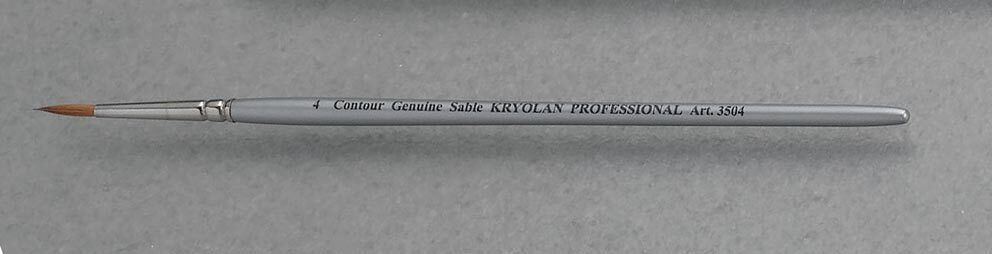 4 Contour Genuine Sable KRYOLAN PROFESSIONAL Art. 3504